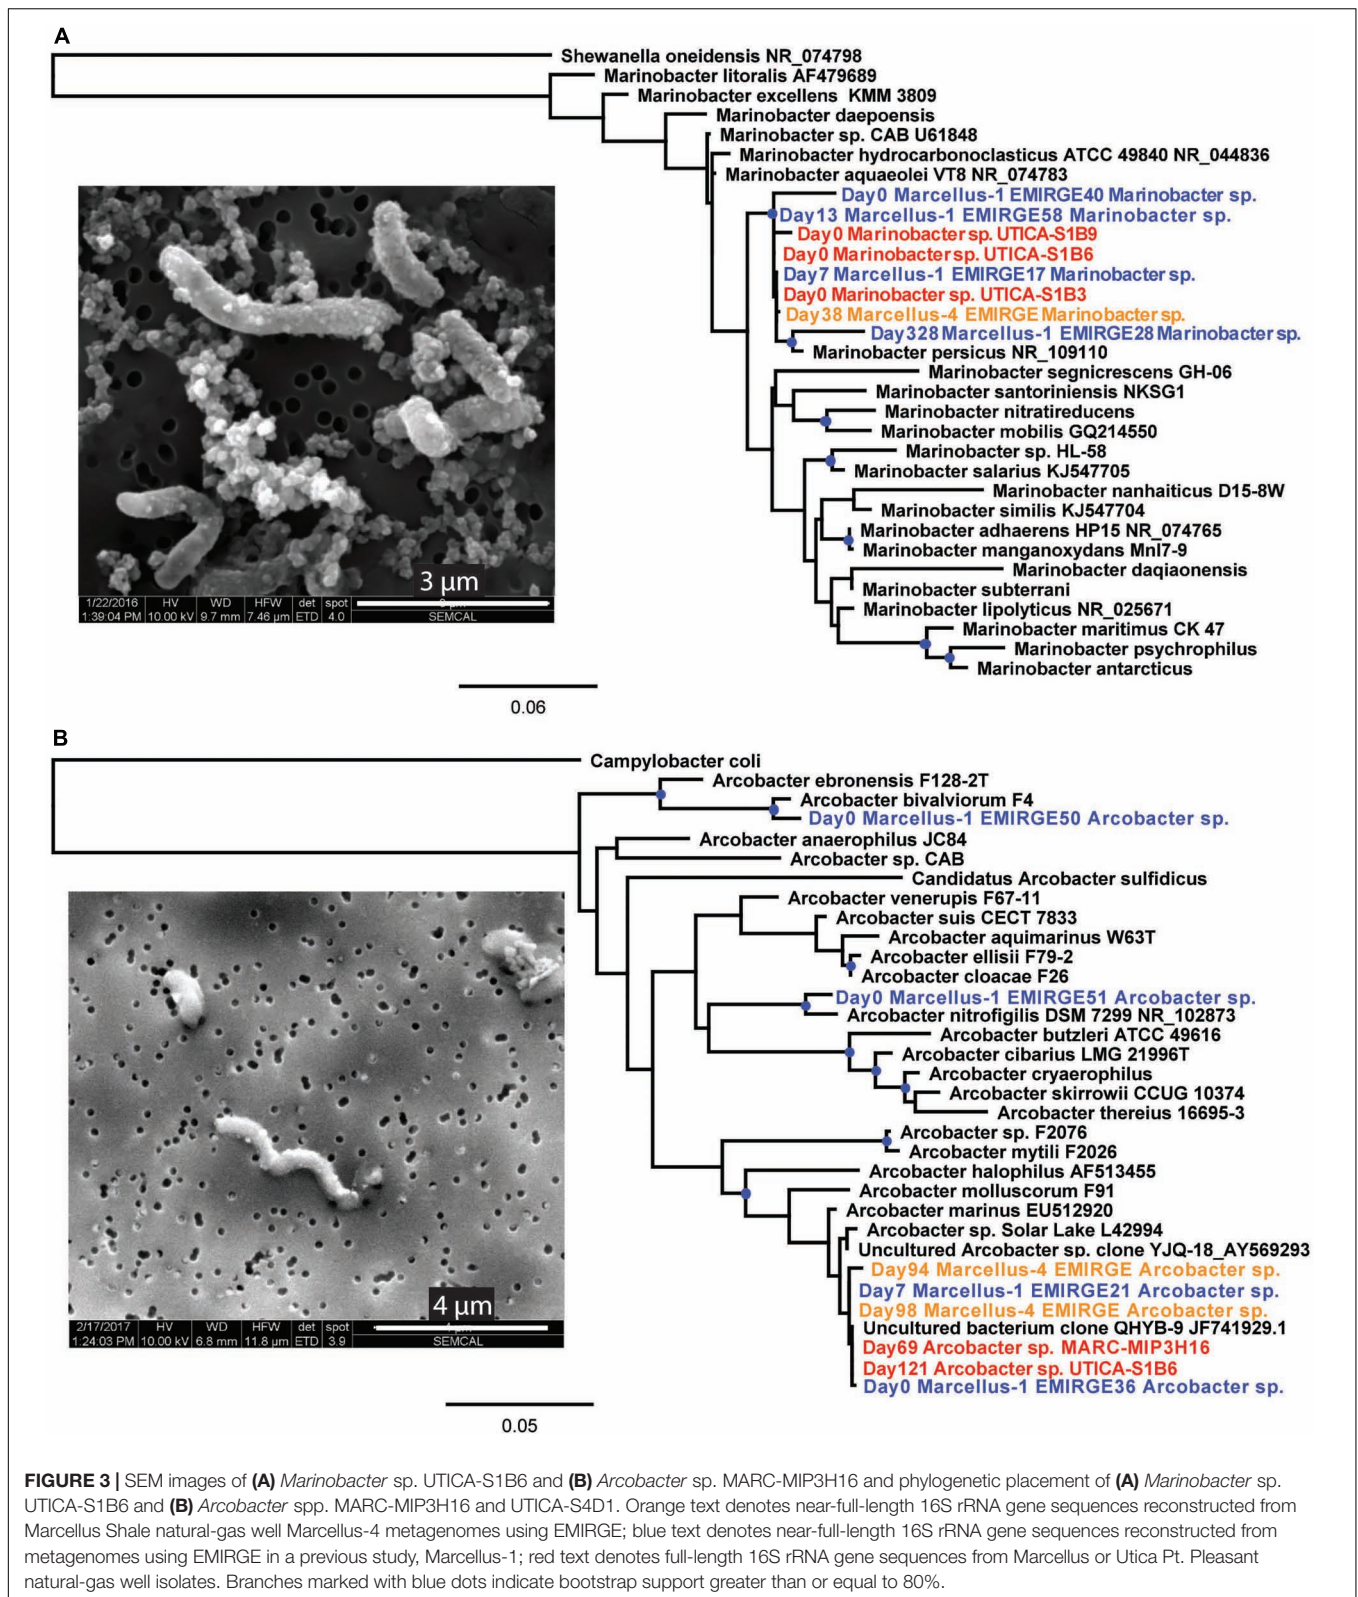 A
Shewanella oneidensis NR_074798
Marinobacter litoralis AF479689
Marinobacter excellens KMM 3809
Marinobacter daepoensis
Marinobacter sp. CAB U61848
Marinobacter hydrocarbonoclasticus ATCC 49840 NR_044836
Marinobacter aquaeolei VT8 NR_074783
Day0 Marcellus-1 EMIRGE40 Marinobacter sp.
Day13 Marcellus-1 EMIRGE58 Marinobacter sp.
Day0 Marinobacter sp. UTICA-S1B9
Day0 Marinobacter sp. UTICA-S1B6
Day7 Marcellus-1 EMIRGE17 Marinobacter sp.
Day0 Marinobacter sp. UTICA-S1B3
Day38 Marcellus-4 EMIRGE Marinobacter sp.
Day328 Marcellus-1 EMIRGE28 Marinobacter sp.
Marinobacter persicus NR_109110
Marinobacter segnicrescens GH-06
Marinobacter santoriniensis NKSG1
Marinobacter nitratireducens
Marinobacter mobilis GQ214550
Marinobacter sp. HL-58
Marinobacter salarius KJ547705
Marinobacter nanhaiticus D15-8W
Marinobacter similis KJ547704
Marinobacter adhaerens HP15 NR_074765
Marinobacter manganoxydans MnI7-9
Marinobacter daqiaonensis
Marinobacter subterrani
Marinobacter lipolyticus NR_025671
Marinobacter maritimus CK 47
Marinobacter psychrophilus
Marinobacter antarcticus
3 µm
1/22/2016 HV WD HFW det spot
1:39:04 PM 10.00 kV 9.7 mm 7.46 µm ETD 4.0 SEMCAL
0.06
B
Campylobacter coli
Arcobacter ebronensis F128-2T
Arcobacter bivalviorum F4
Day0 Marcellus-1 EMIRGE50 Arcobacter sp.
Arcobacter anaerophilus JC84
Arcobacter sp. CAB
Candidatus Arcobacter sulfidicus
Arcobacter venerupis F67-11
Arcobacter suis CECT 7833
Arcobacter aquimarinus W63T
Arcobacter ellisii F79-2
Arcobacter cloacae F26
Day0 Marcellus-1 EMIRGE51 Arcobacter sp.
Arcobacter nitrofigilis DSM 7299 NR_102873
Arcobacter butzleri ATCC 49616
Arcobacter cibarius LMG 21996T
Arcobacter cryaerophilus
Arcobacter skirrowii CCUG 10374
Arcobacter thereius 16695-3
Arcobacter sp. F2076
Arcobacter mytili F2026
Arcobacter halophilus AF513455
Arcobacter molluscorum F91
Arcobacter marinus EU512920
Arcobacter sp. Solar Lake L42994
Uncultured Arcobacter sp. clone YJQ-18_AY569293
Day94 Marcellus-4 EMIRGE Arcobacter sp.
Day7 Marcellus-1 EMIRGE21 Arcobacter sp.
Day98 Marcellus-4 EMIRGE Arcobacter sp.
Uncultured bacterium clone QHYB-9 JF741929.1
Day69 Arcobacter sp. MARC-MIP3H16
Day121 Arcobacter sp. UTICA-S1B6
Day0 Marcellus-1 EMIRGE36 Arcobacter sp.
4 µm
2/17/2017 HV WD HFW det spot
1:24:03 PM 10.00 kV 6.8 mm 11.8 µm ETD 3.9 SEMCAL
0.05
FIGURE 3 | SEM images of (A) Marinobacter sp. UTICA-S1B6 and (B) Arcobacter sp. MARC-MIP3H16 and phylogenetic placement of (A) Marinobacter sp.
UTICA-S1B6 and (B) Arcobacter spp. MARC-MIP3H16 and UTICA-S4D1. Orange text denotes near-full-length 16S rRNA gene sequences reconstructed from
Marcellus Shale natural-gas well Marcellus-4 metagenomes using EMIRGE; blue text denotes near-full-length 16S rRNA gene sequences reconstructed from
metagenomes using EMIRGE in a previous study, Marcellus-1; red text denotes full-length 16S rRNA gene sequences from Marcellus or Utica Pt. Pleasant
natural-gas well isolates. Branches marked with blue dots indicate bootstrap support greater than or equal to 80%.